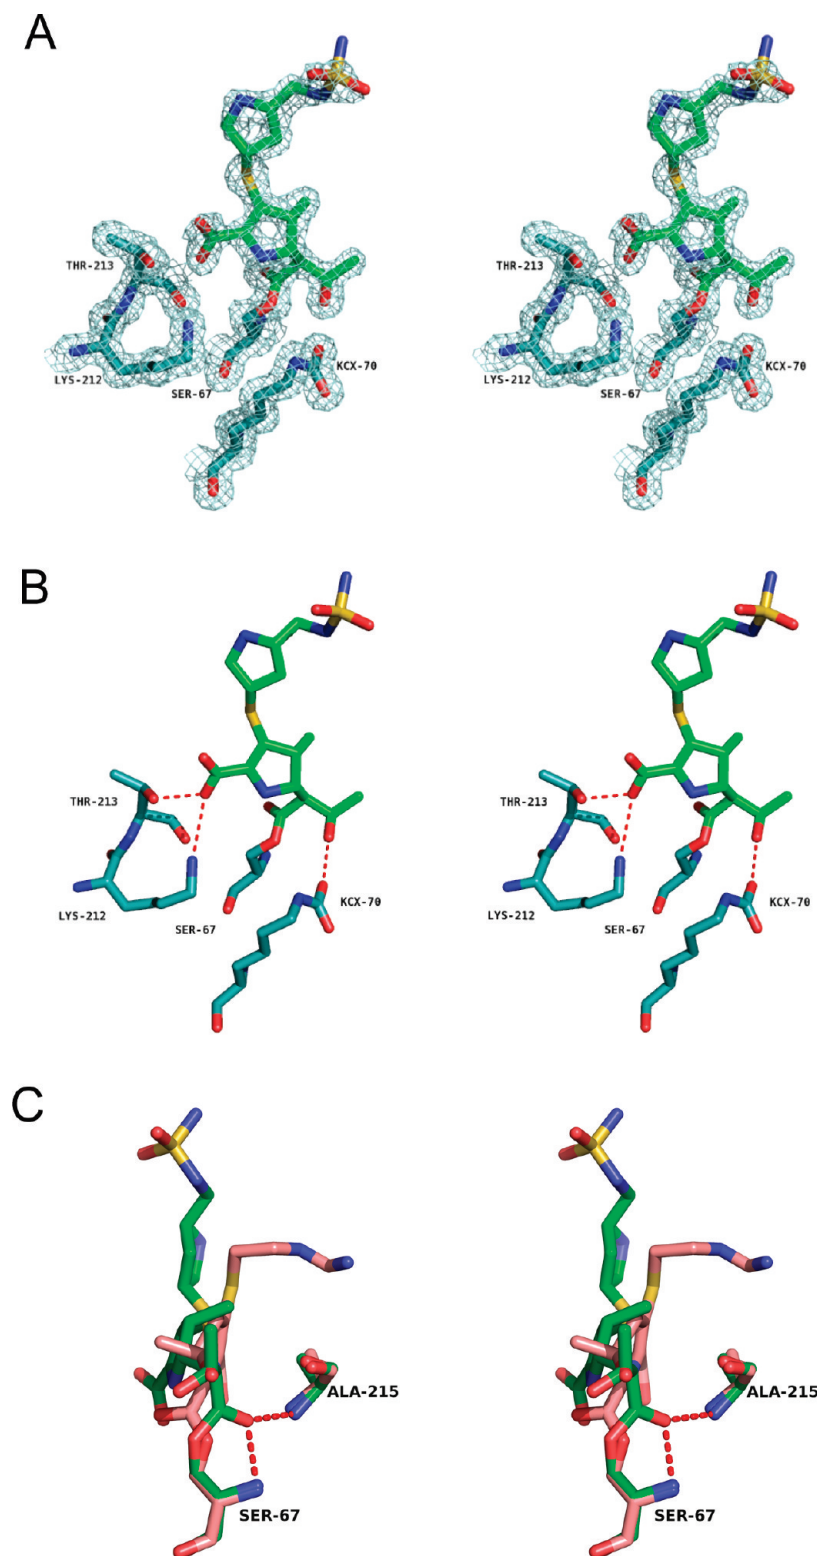 A
THR-213 THR-213
KCX-70 KCX-70
LYS-212 LYS-212
SER-67 SER-67
B
THR-213 THR-213
KCX-70 KCX-70
LYS-212 LYS-212
SER-67 SER-67
C
ALA-215 ALA-215
SER-67 SER-67